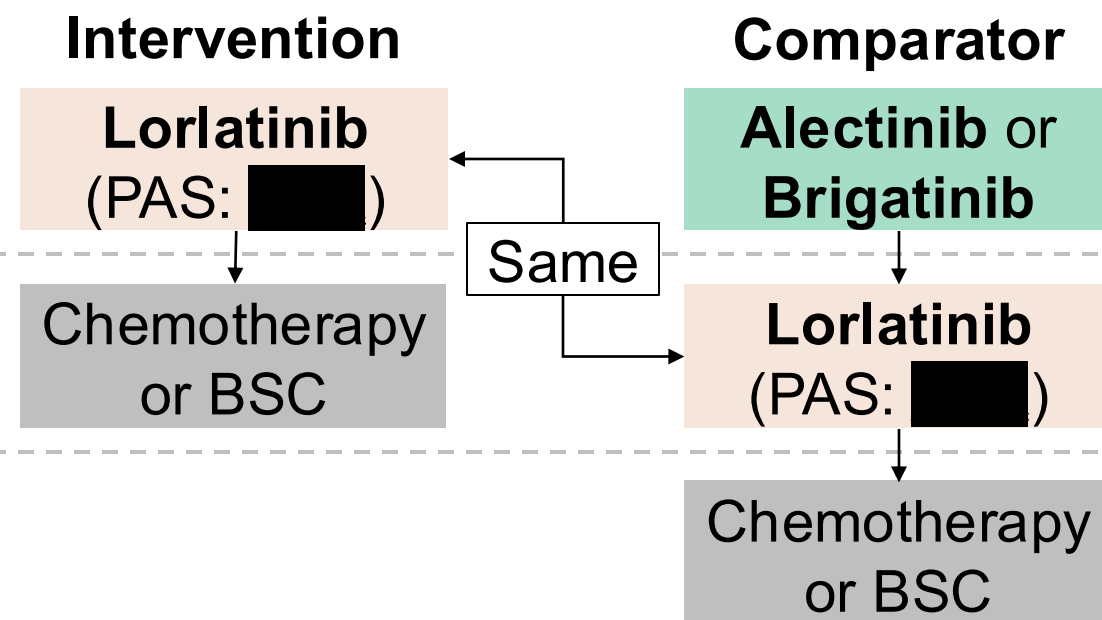 Intervention
Lorlatinib
(PAS: )
Chemotherapy
or BSC
Same
Comparator
Alectinib or
Brigatinib
Lorlatinib
(PAS: )
Chemotherapy
or BSC